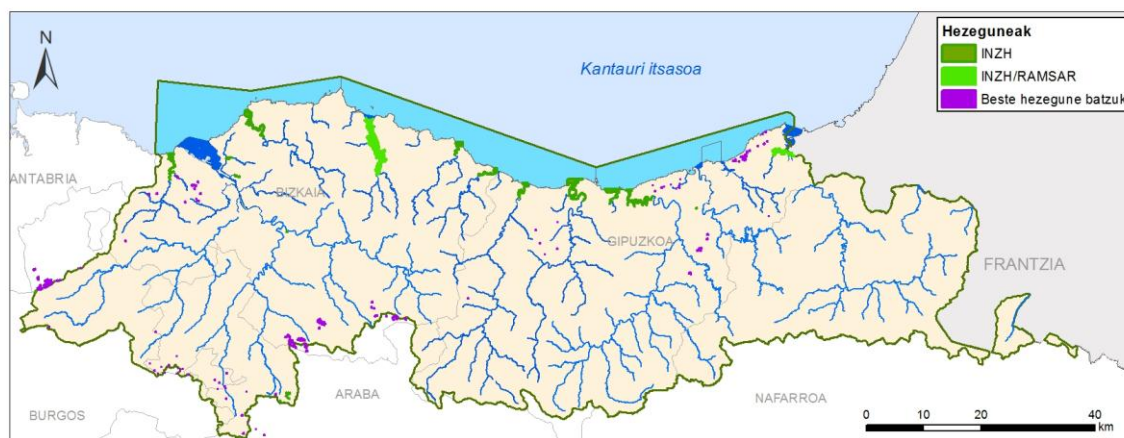 N
Kantauri itsasoa
Hezeguneak
INZH
INZH/RAMSAR
Beste hezegune batzuk
ANTABRIA
BIZKAIA
GIPUZKOA
FRANTZIA
BURGOS
ARABA
NAFARROA
0 10 20 40
km